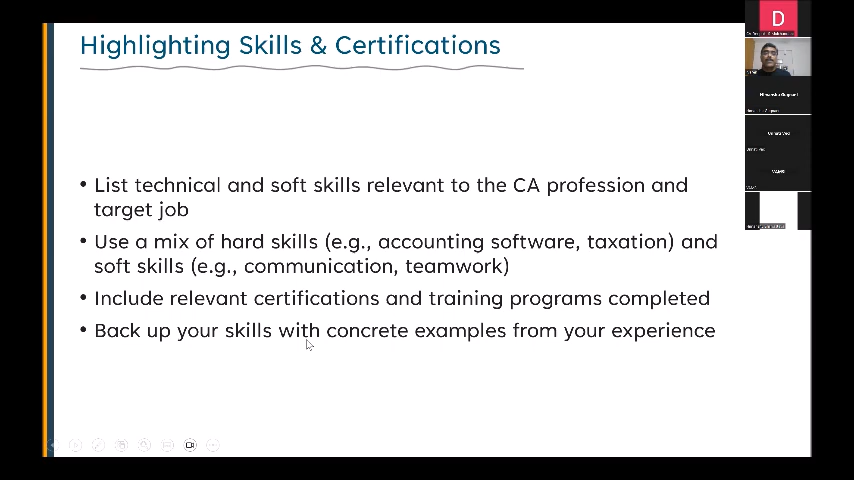 Highlighting Skills & Certifications
• List technical and soft skills relevant to the CA profession and
target job
• Use a mix of hard skills (e.g., accounting software, taxation) and
soft skills (e.g., communication, teamwork)
• Include relevant certifications and training programs completed
• Back up your skills with concrete examples from your experience
D